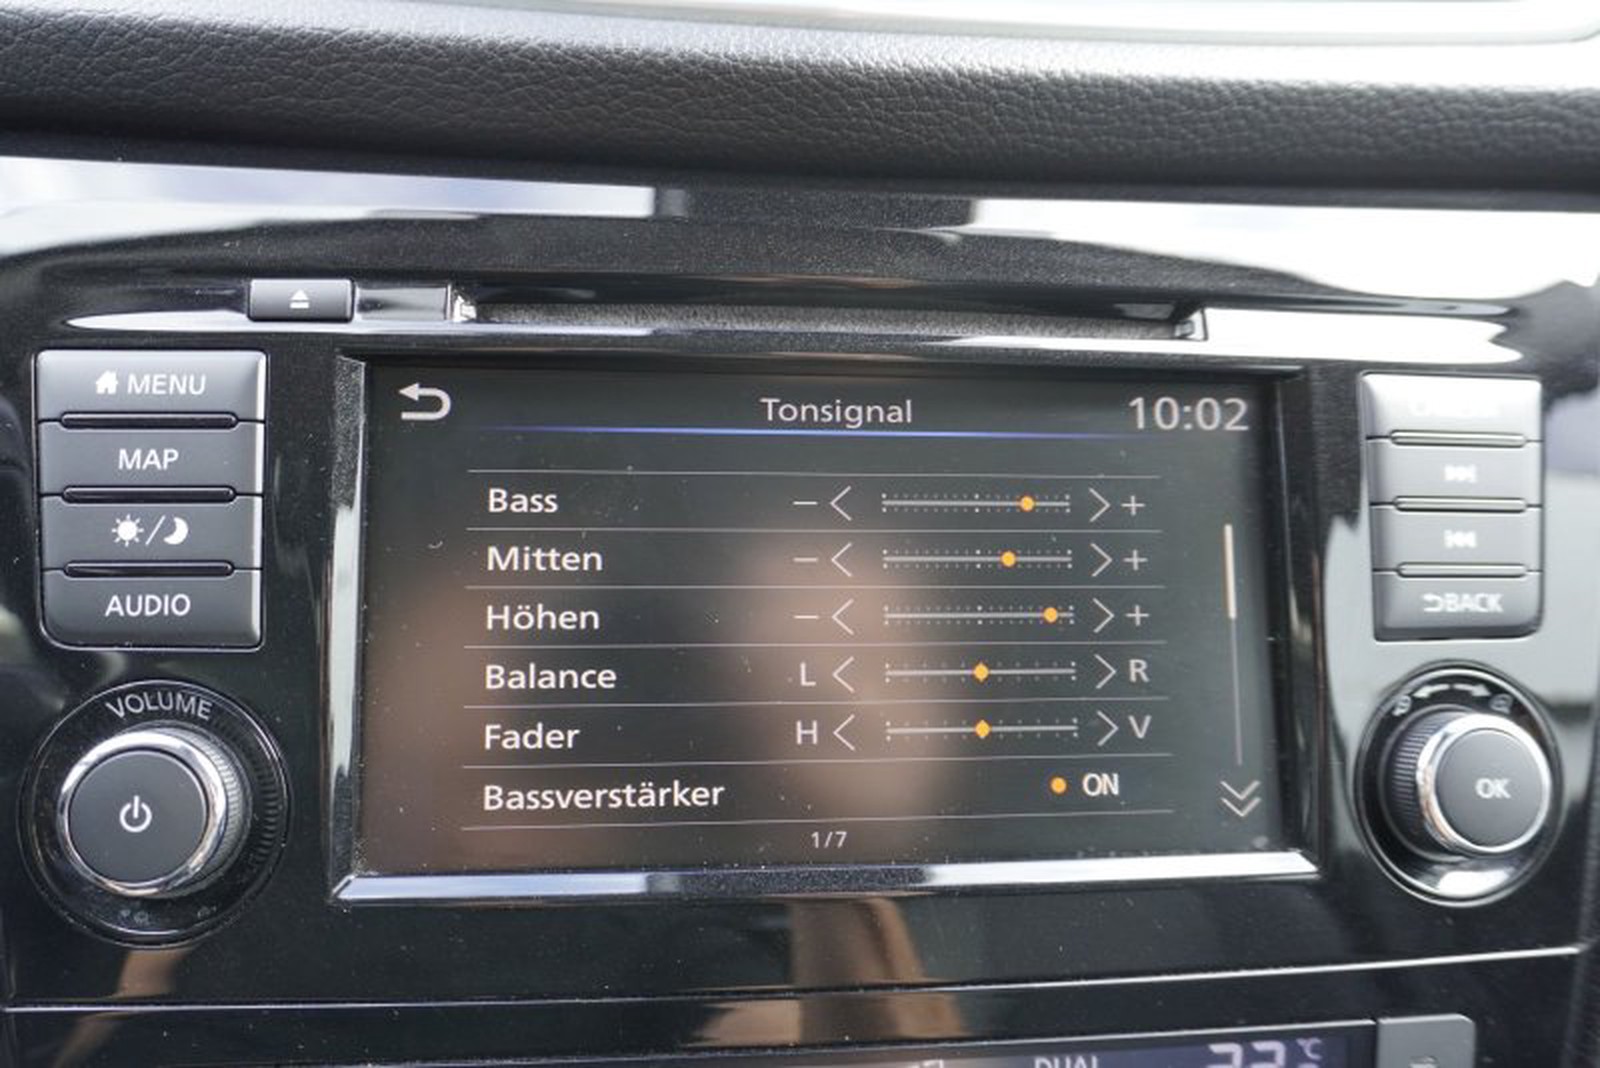 MENU
MAP
AUDIO
VOLUME
Tonsignal 10:02
Bass − +
Mitten − +
Höhen − +
Balance L R
Fader H V
Bassverstärker ON
1/7
BACK
OK
DUAL
°C